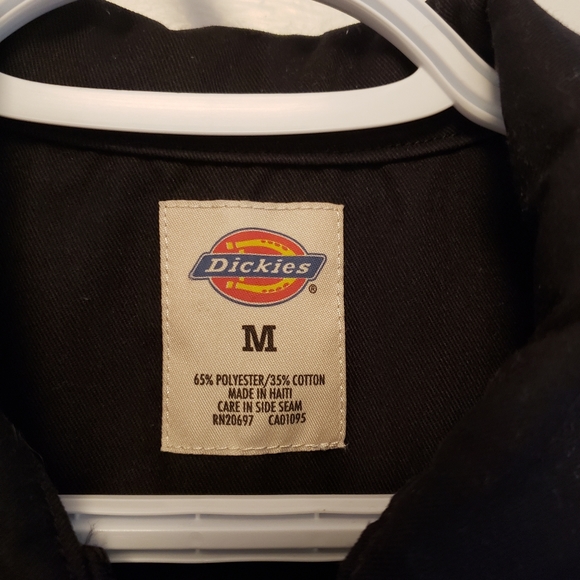 Dickies
®
M
65% POLYESTER/35% COTTON
MADE IN HAITI
CARE IN SIDE SEAM
RN20697 CA01095